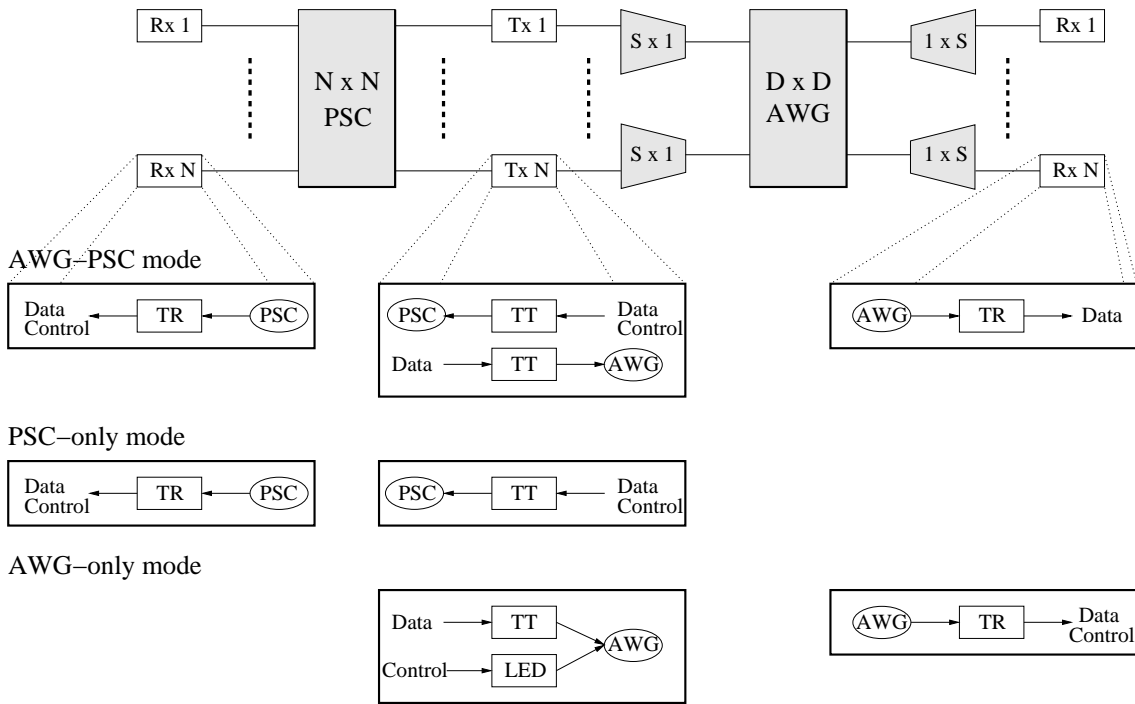 Rx 1
N x N
PSC
Tx 1
S x 1
D x D
AWG
1 x S
Rx 1
Rx N
Tx N
S x 1
1 x S
Rx N
AWG–PSC mode
Data
Control
TR
PSC
PSC
TT
Data
Control
Data
TT
AWG
AWG
TR
Data
PSC–only mode
Data
Control
TR
PSC
PSC
TT
Data
Control
AWG–only mode
Data
TT
Control
LED
AWG
AWG
TR
Data
Control